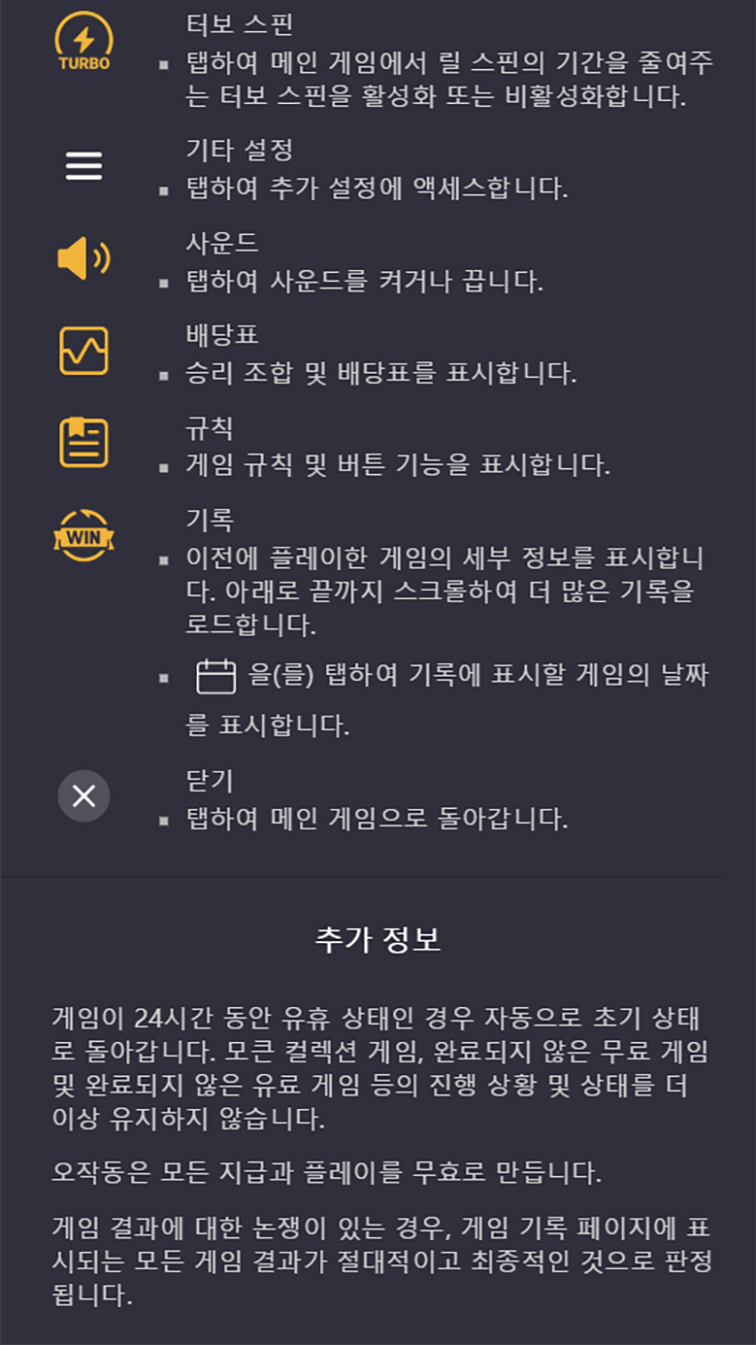 터보 스핀
TURBO
▪ 탭하여 메인 게임에서 릴 스핀의 기간을 줄여주
는 터보 스핀을 활성화 또는 비활성화합니다.
기타 설정
▪ 탭하여 추가 설정에 액세스합니다.
사운드
▪ 탭하여 사운드를 켜거나 끕니다.
배당표
▪ 승리 조합 및 배당표를 표시합니다.
규칙
▪ 게임 규칙 및 버튼 기능을 표시합니다.
기록
WIN
▪ 이전에 플레이한 게임의 세부 정보를 표시합니
다. 아래로 끝까지 스크롤하여 더 많은 기록을
로드합니다.
▪ 을(를) 탭하여 기록에 표시할 게임의 날짜
를 표시합니다.
닫기
▪ 탭하여 메인 게임으로 돌아갑니다.
추가 정보
게임이 24시간 동안 유휴 상태인 경우 자동으로 초기 상태
로 돌아갑니다. 모큰 컬렉션 게임, 완료되지 않은 무료 게임
및 완료되지 않은 유료 게임 등의 진행 상황 및 상태를 더
이상 유지하지 않습니다.
오작동은 모든 지급과 플레이를 무효로 만듭니다.
게임 결과에 대한 논쟁이 있는 경우, 게임 기록 페이지에 표
시되는 모든 게임 결과가 절대적이고 최종적인 것으로 판정
됩니다.